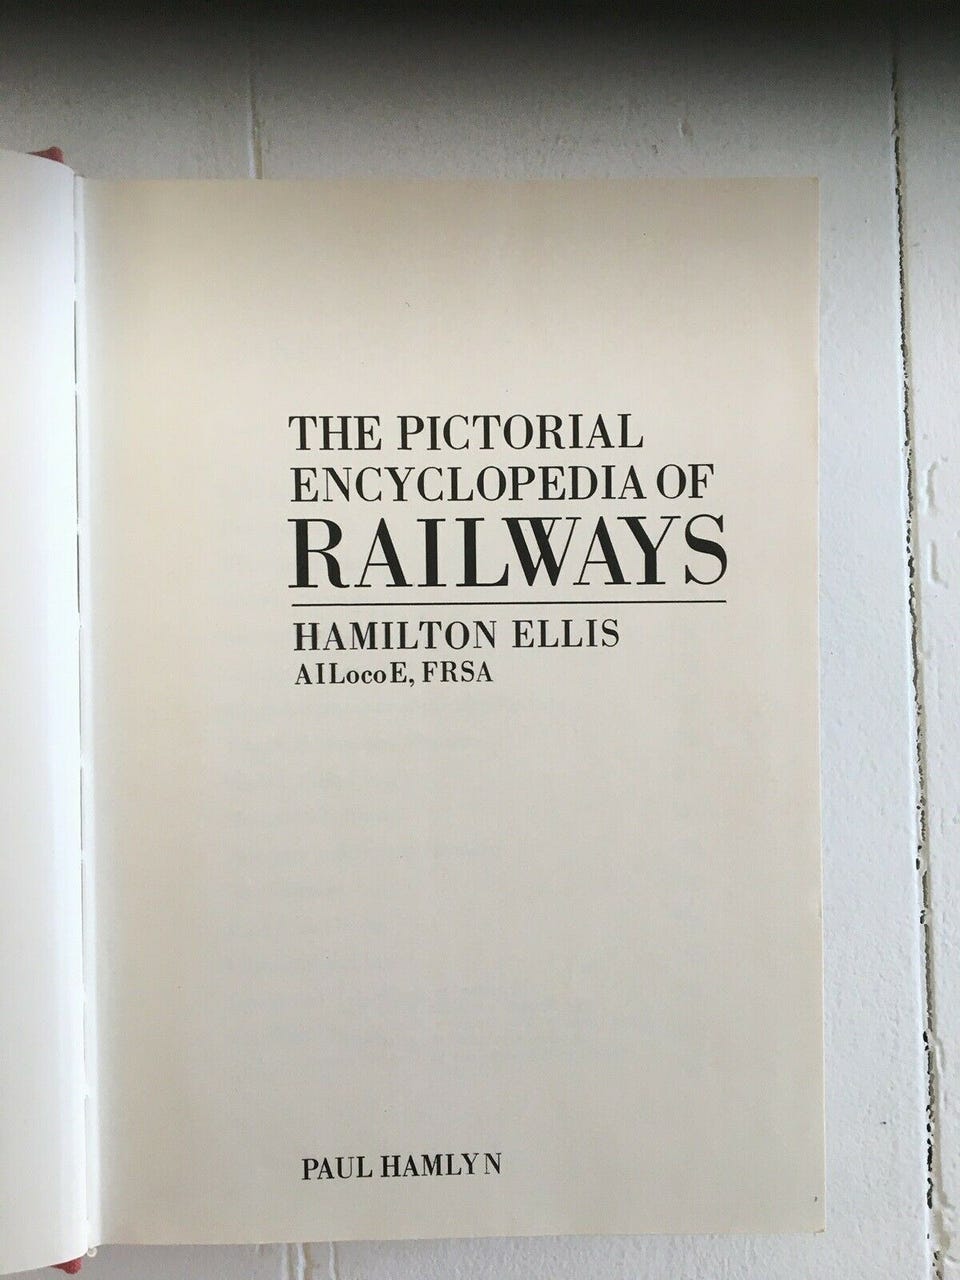 THE PICTORIAL
ENCYCLOPEDIA OF
RAILWAYS
HAMILTON ELLIS
AILocoE, FRSA
PAUL HAMLYN